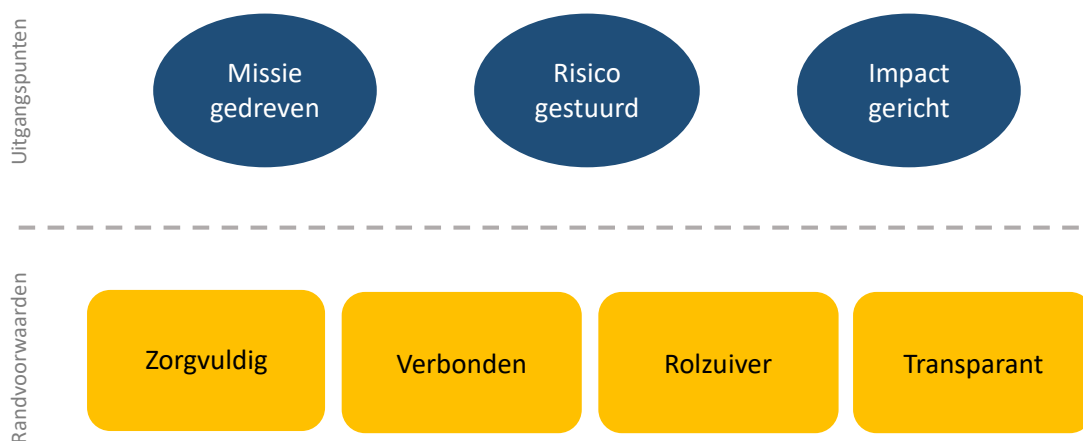 Uitgangspunten
Missie
gedreven
Risico
gestuurd
Impact
gericht
Randvoorwaarden
Zorgvuldig
Verbonden
Rolzuiver
Transparant